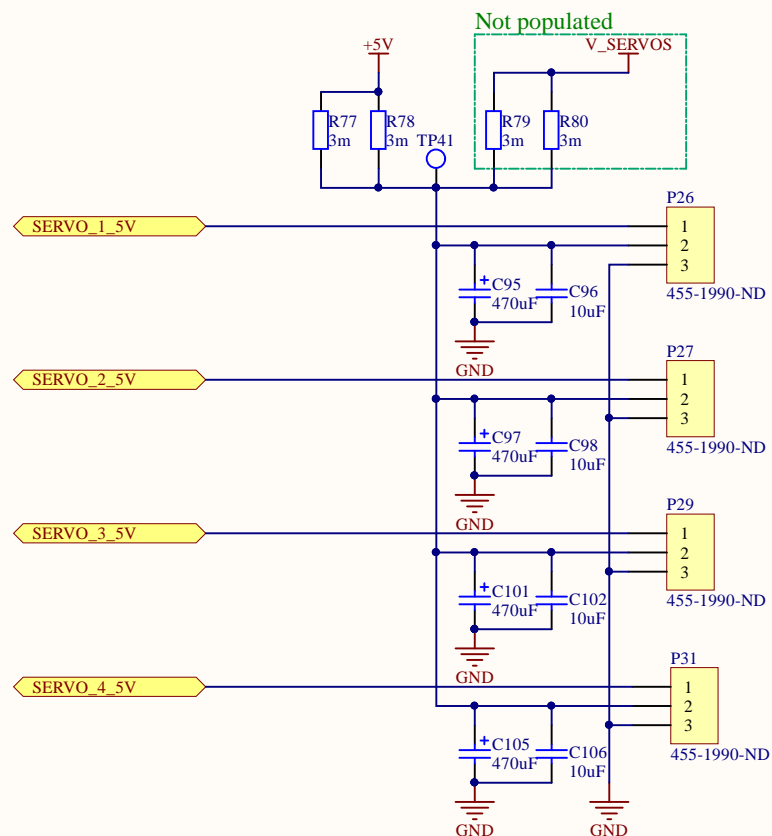 Not populated
+5V
V_SERVOS
R77
3m
R78
3m
TP41
R79
3m
R80
3m
P26
SERVO_1_5V
1
2
3
C95
470uF
C96
10uF
455-1990-ND
GND
P27
SERVO_2_5V
1
2
3
C97
470uF
C98
10uF
455-1990-ND
GND
P29
SERVO_3_5V
1
2
3
C101
470uF
C102
10uF
455-1990-ND
GND
P31
SERVO_4_5V
1
2
3
C105
470uF
C106
10uF
455-1990-ND
GND
GND